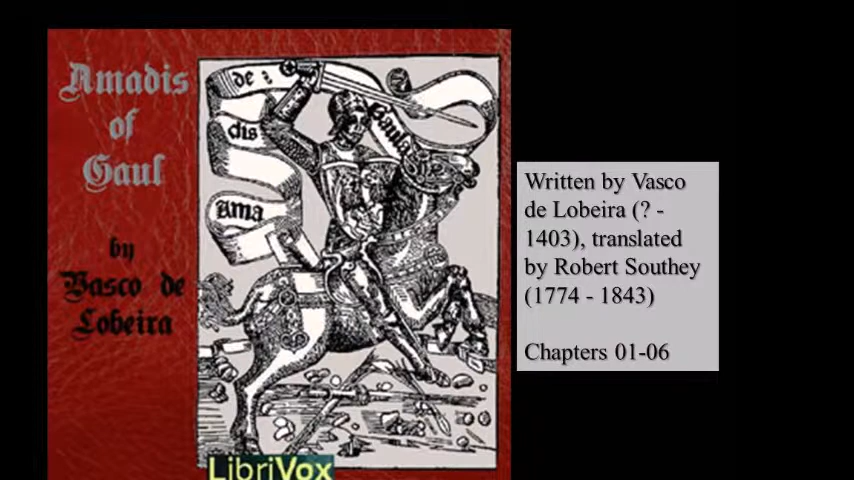 Amadis
of
Gaul
by
Vasco de
Lobeira
de :
dis
Gaula
Ama
LibriVox
Written by Vasco
de Lobeira (? -
1403), translated
by Robert Southey
(1774 - 1843)
Chapters 01-06